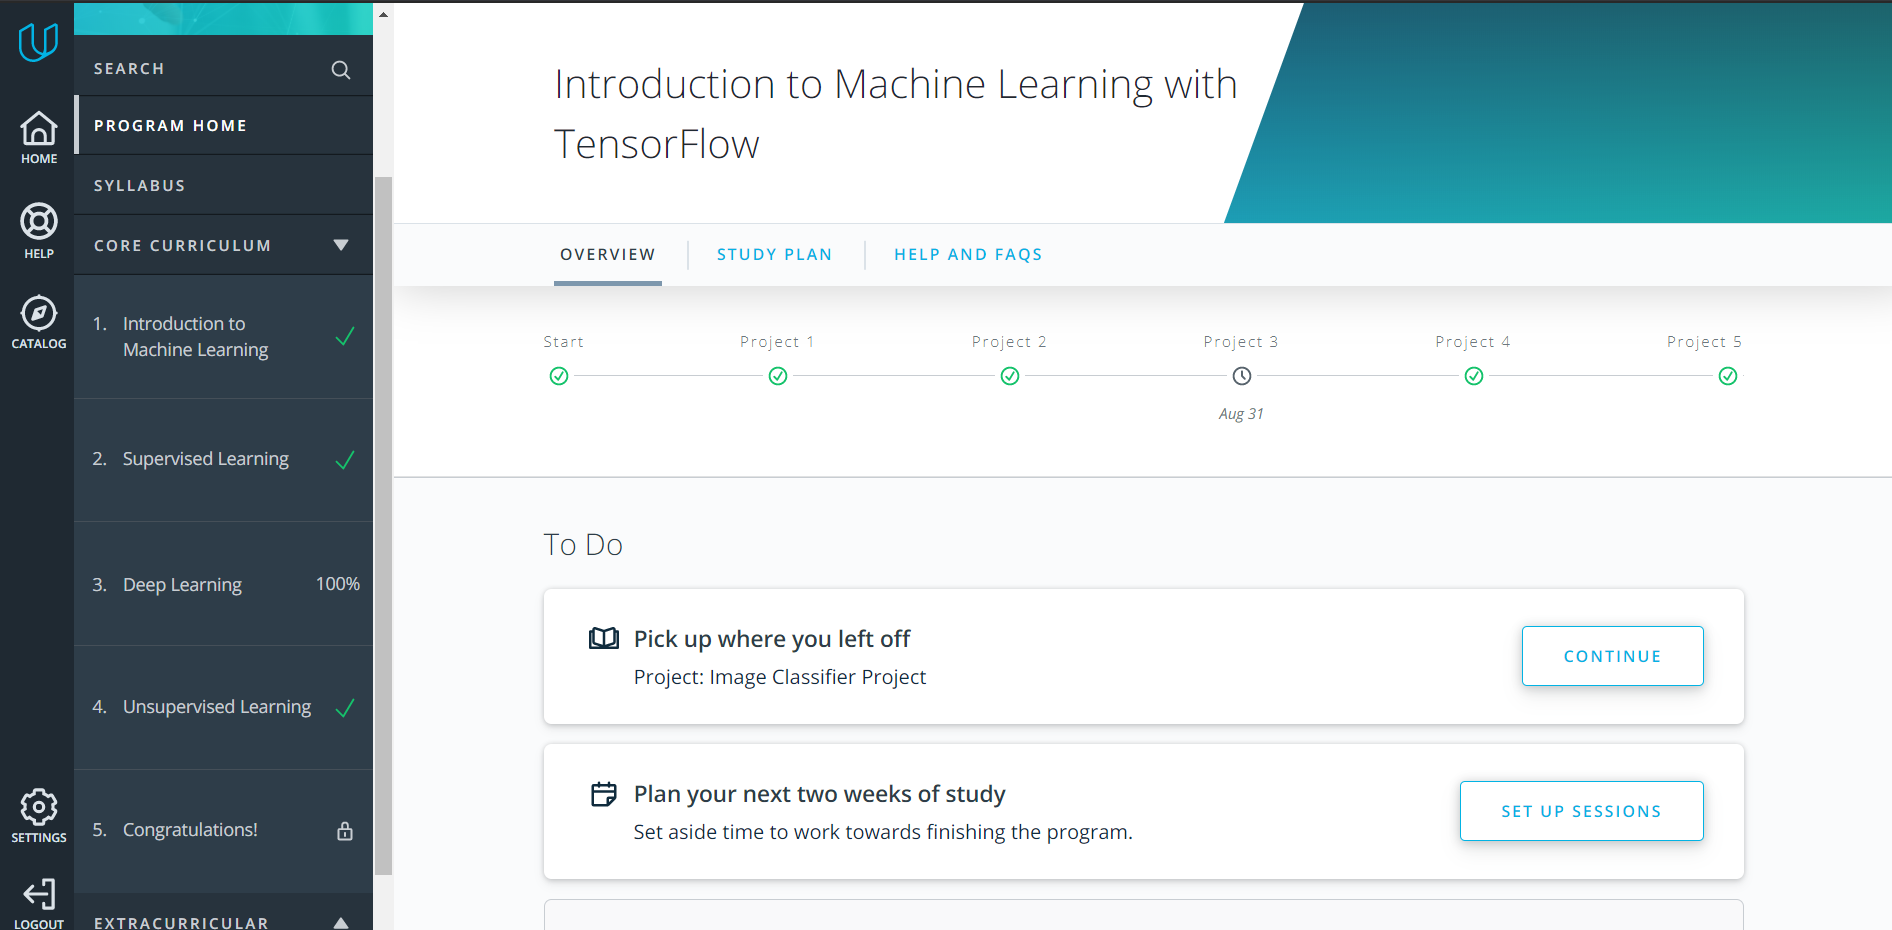 SEARCH
PROGRAM HOME
SYLLABUS
CORE CURRICULUM
1. Introduction to
Machine Learning
2. Supervised Learning
3. Deep Learning 100%
4. Unsupervised Learning
5. Congratulations!
EXTRACURRICULAR
HOME
HELP
CATALOG
SETTINGS
LOGOUT
Introduction to Machine Learning with
TensorFlow
OVERVIEW STUDY PLAN HELP AND FAQS
Start Project 1 Project 2 Project 3 Project 4 Project 5
Aug 31
To Do
Pick up where you left off
Project: Image Classifier Project
CONTINUE
Plan your next two weeks of study
Set aside time to work towards finishing the program.
SET UP SESSIONS